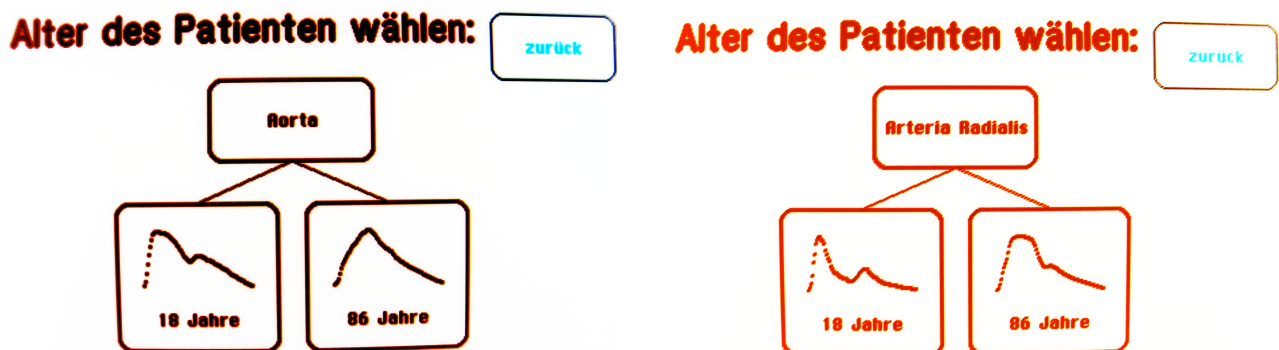 Alter des Patienten wählen:
zurück
Aorta
18 Jahre
86 Jahre
Alter des Patienten wählen:
zurück
Arteria Radialis
18 Jahre
86 Jahre